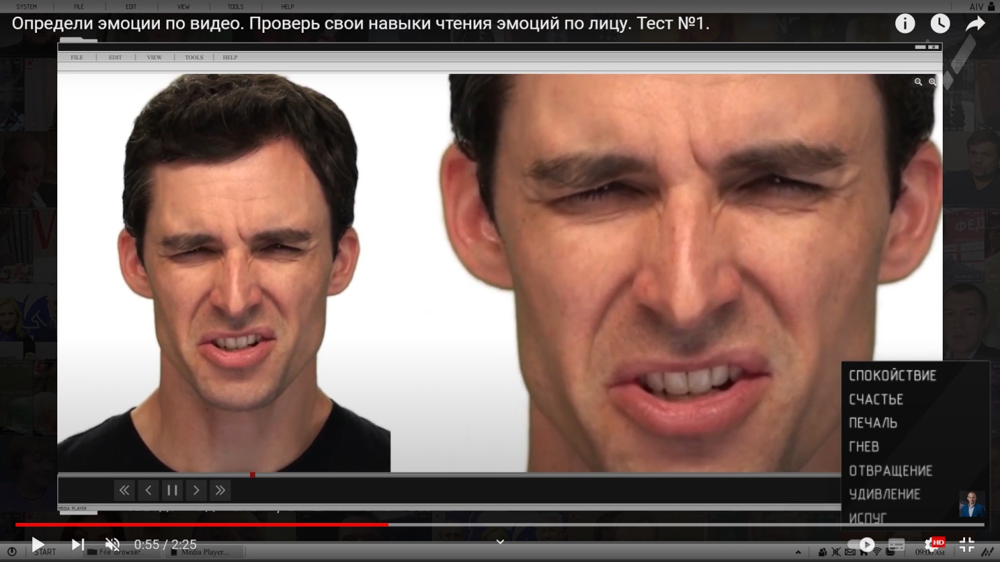 SYSTEM FILE EDIT VIEW TOOLS HELP AIV
Определи эмоции по видео. Проверь свои навыки чтения эмоций по лицу. Тест №1.
FILE EDIT VIEW TOOLS HELP
ФЕД
СПОКОЙСТВИЕ
СЧАСТЬЕ
ПЕЧАЛЬ
ГНЕВ
ОТВРАЩЕНИЕ
УДИВЛЕНИЕ
ИСПУГ
MEDIA PLAYER
0:55 / 2:25
HD
START File Browser... Media Player... AM